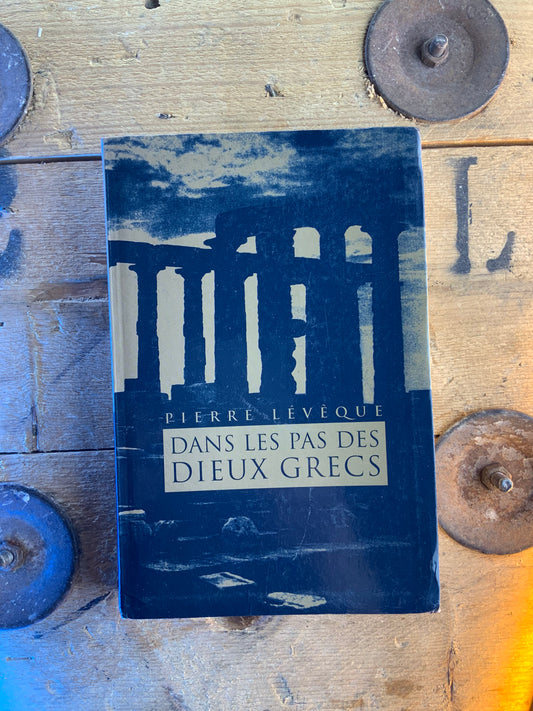 PIERRE LÉVÊQUE
DANS LES PAS DES
DIEUX GRECS
L